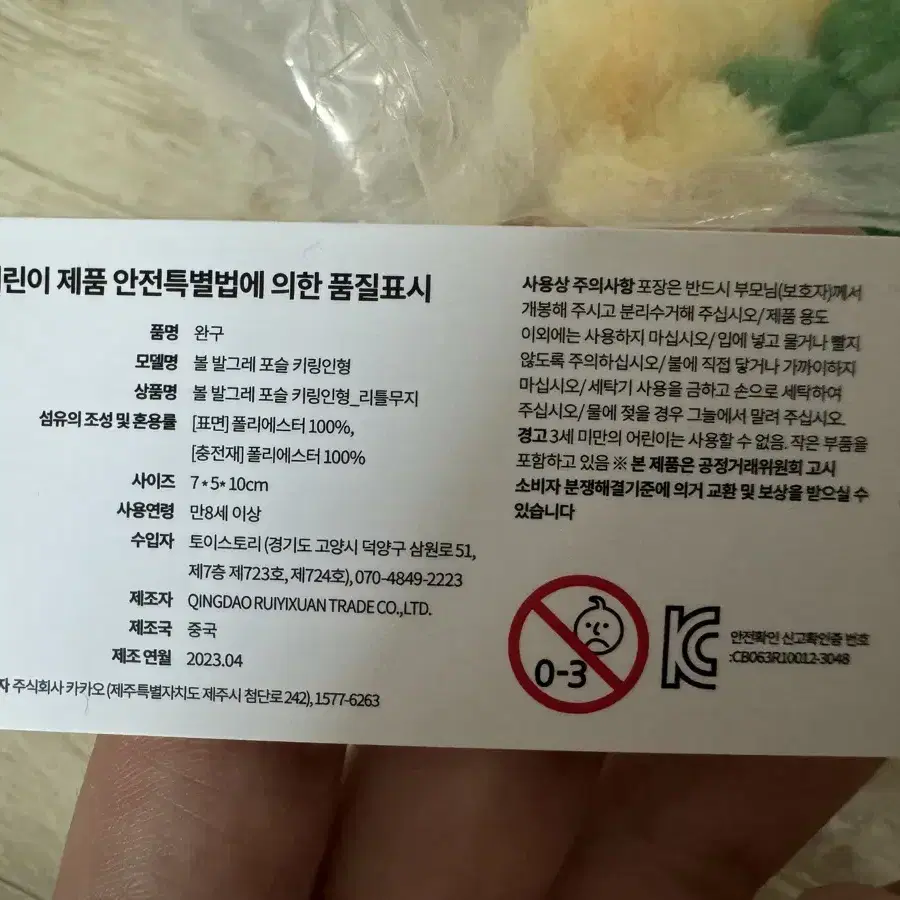 린이 제품 안전특별법에 의한 품질표시
품명 완구
모델명 볼 발그레 포슬 키링인형
상품명 볼 발그레 포슬 키링인형_리틀무지
섬유의 조성 및 혼용률 [표면] 폴리에스터 100%,
[충전재] 폴리에스터 100%
사이즈 7*5*10cm
사용연령 만8세 이상
수입자 토이스토리 (경기도 고양시 덕양구 삼원로 51,
제7층 제723호, 제724호), 070-4849-2223
제조자 QINGDAO RUIYIXUAN TRADE CO.,LTD.
제조국 중국
제조 연월 2023.04
자 주식회사 카카오 (제주특별자치도 제주시 첨단로 242), 1577-6263
사용상 주의사항 포장은 반드시 부모님(보호자)께서
개봉해 주시고 분리수거해 주십시오/ 제품 용도
이외에는 사용하지 마십시오/ 입에 넣고 물거나 빨지
않도록 주의하십시오/ 불에 직접 닿거나 가까이하지
마십시오/ 세탁기 사용을 금하고 손으로 세탁하여
주십시오/ 물에 젖을 경우 그늘에서 말려 주십시오.
경고 3세 미만의 어린이는 사용할 수 없음. 작은 부품을
포함하고 있음 ※ 본 제품은 공정거래위원회 고시
소비자 분쟁해결기준에 의거 교환 및 보상을 받으실 수
있습니다
0-3
KC
안전확인 신고확인증 번호
:CB063R10012-3048